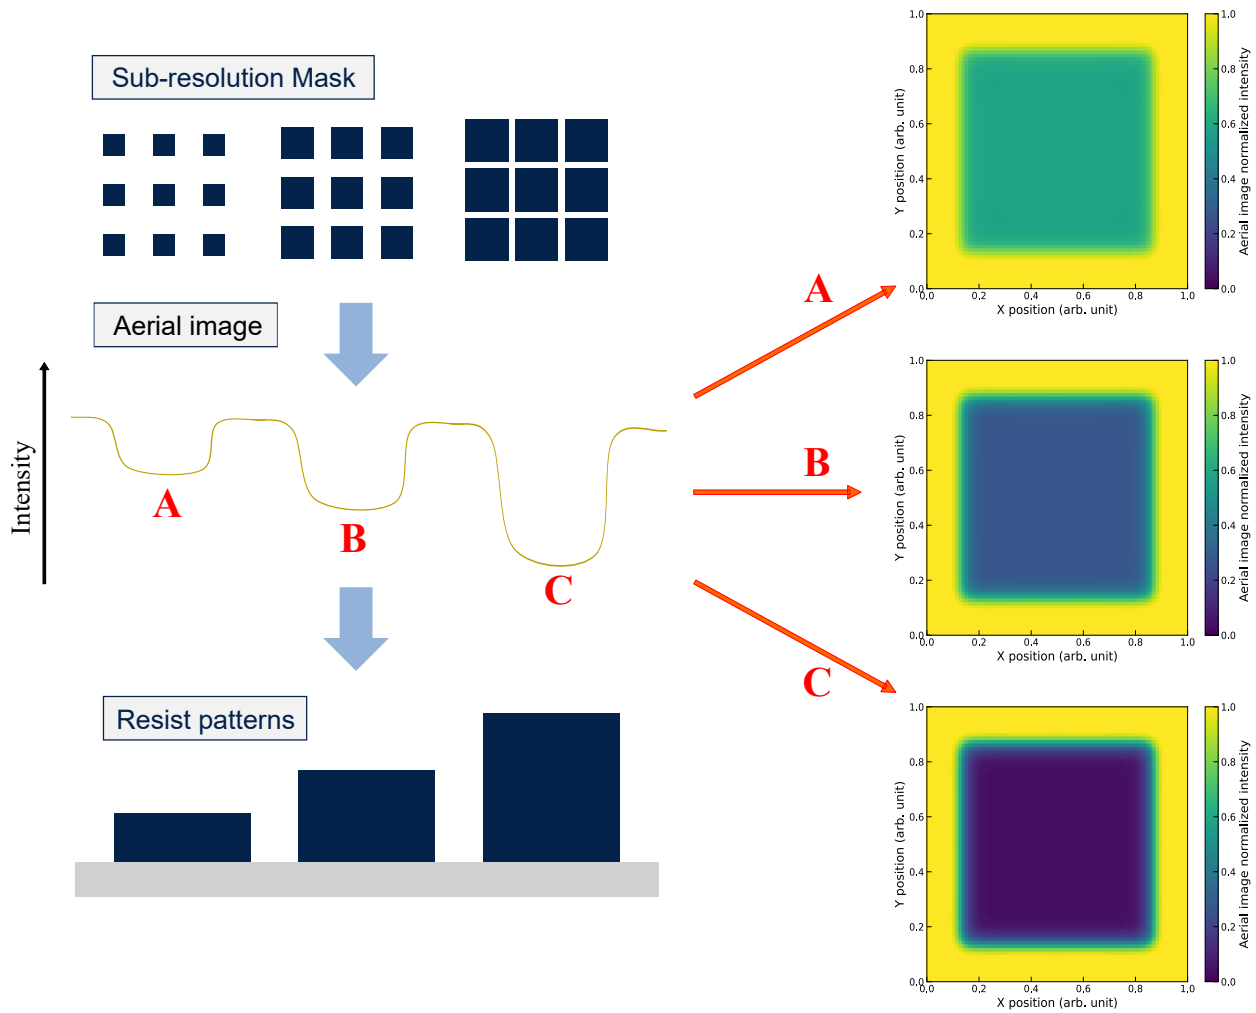 Sub-resolution Mask
Aerial image
Intensity
A
B
C
Resist patterns
A
B
C
1.0
0.8
0.6
0.4
0.2
0.0
0.0
0.2
0.4
0.6
0.8
1.0
X position (arb. unit)
Y position (arb. unit)
1.0
0.8
0.6
0.4
0.2
0.0
Aerial image normalized intensity
1.0
0.8
0.6
0.4
0.2
0.0
0.0
0.2
0.4
0.6
0.8
1.0
X position (arb. unit)
Y position (arb. unit)
1.0
0.8
0.6
0.4
0.2
0.0
Aerial image normalized intensity
1.0
0.8
0.6
0.4
0.2
0.0
0.0
0.2
0.4
0.6
0.8
1.0
X position (arb. unit)
Y position (arb. unit)
1.0
0.8
0.6
0.4
0.2
0.0
Aerial image normalized intensity